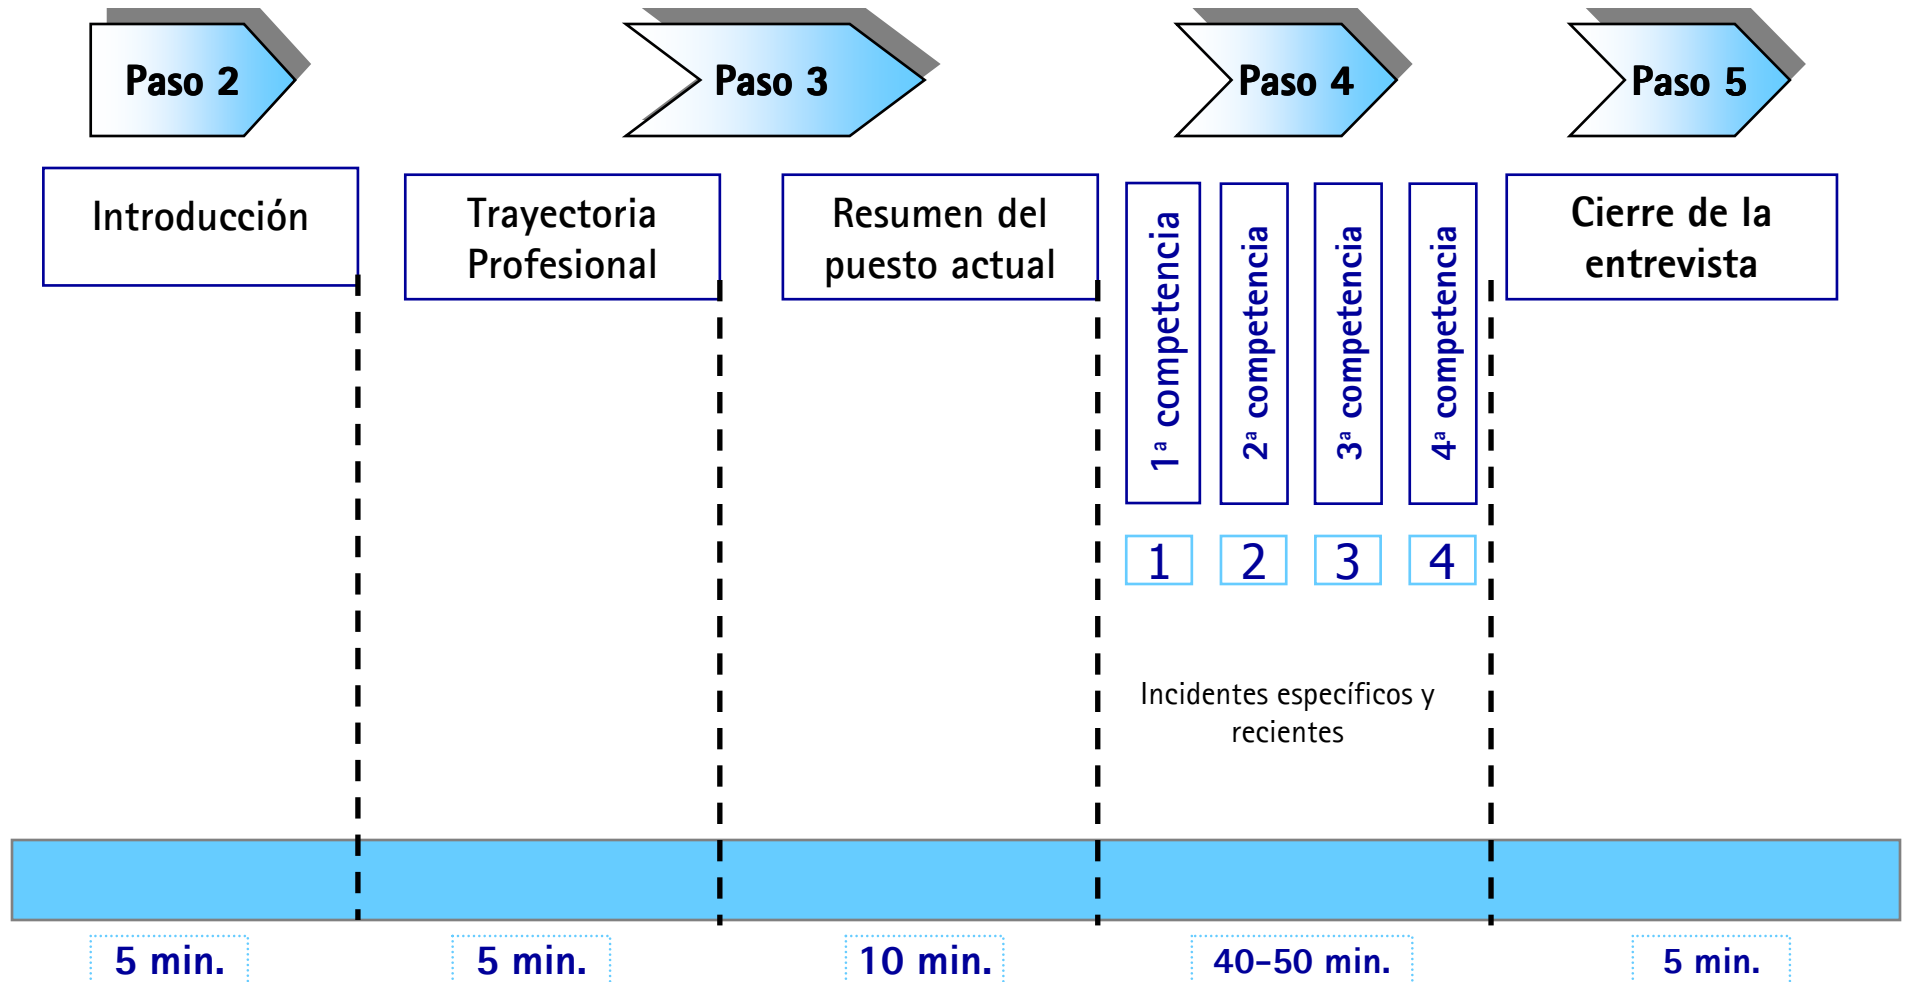 Paso 2
Paso 3
Paso 4
Paso 5
Introducción
Trayectoria
Profesional
Resumen del
puesto actual
1ª competencia
2ª competencia
3ª competencia
4ª competencia
Cierre de la
entrevista
1
2
3
4
Incidentes específicos y
recientes
5 min.
5 min.
10 min.
40-50 min.
5 min.